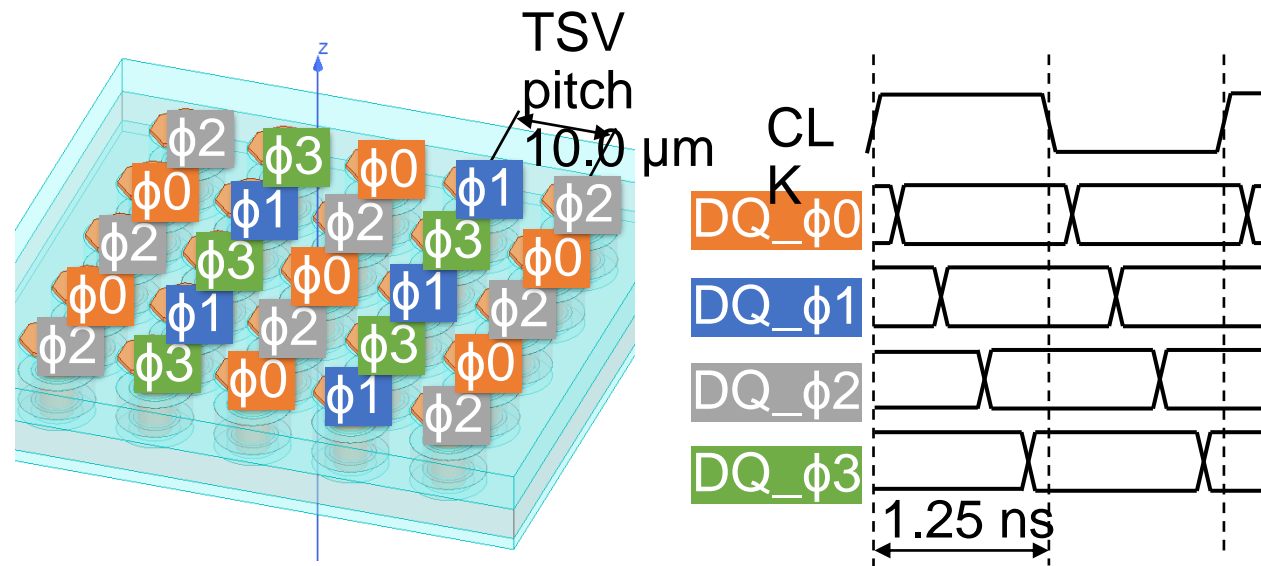 TSV
pitch
10.0 μm
z
ϕ2 ϕ3 ϕ0 ϕ1 ϕ2
ϕ0 ϕ1 ϕ2 ϕ3 ϕ0
ϕ2 ϕ3 ϕ0 ϕ1 ϕ2
ϕ0 ϕ1 ϕ2 ϕ3 ϕ0
ϕ2 ϕ3 ϕ0 ϕ1 ϕ2
CL
K
DQ_ϕ0
DQ_ϕ1
DQ_ϕ2
DQ_ϕ3
1.25 ns